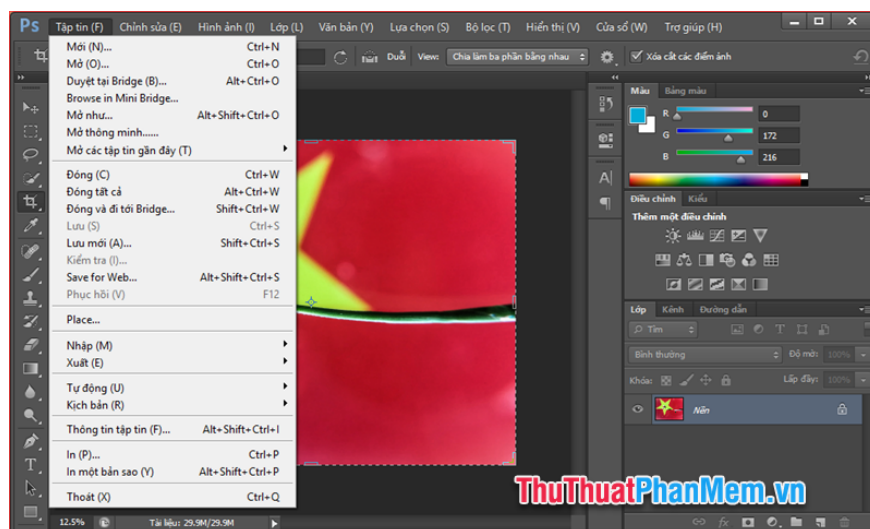 Ps Tập tin (F) Chỉnh sửa (E) Hình ảnh (I) Lớp (L) Văn bản (Y) Lựa chọn (S) Bộ lọc (T) Hiển thị (V) Cửa sổ (W) Trợ giúp (H)
Duỗi View: Chia làm ba phần bằng nhau Xóa cắt các điểm ảnh
Mới (N)... Ctrl+N
Mở (O)... Ctrl+O
Duyệt tại Bridge (B)... Alt+Ctrl+O
Browse in Mini Bridge...
Mở như... Alt+Shift+Ctrl+O
Mở thông minh......
Mở các tập tin gần đây (T)
Đóng (C) Ctrl+W
Đóng tất cả Alt+Ctrl+W
Đóng và đi tới Bridge... Shift+Ctrl+W
Lưu (S) Ctrl+S
Lưu mới (A)... Shift+Ctrl+S
Kiểm tra (I)...
Save for Web... Alt+Shift+Ctrl+S
Phục hồi (V) F12
Place...
Nhập (M)
Xuất (E)
Tự động (U)
Kịch bản (R)
Thông tin tập tin (F)... Alt+Shift+Ctrl+I
In (P)... Ctrl+P
In một bản sao (Y) Alt+Shift+Ctrl+P
Thoát (X) Ctrl+Q
12.5% Tài liệu: 29.9M/29.9M
Màu Bảng màu
R 0
G 172
B 216
Điều chỉnh Kiểu
Thêm một điều chỉnh
Lớp Kênh Đường dẫn
Tìm
Bình thường Độ mờ: 100%
Khóa: Lấp đầy: 100%
Nền
ThuThuatPhanMem.vn